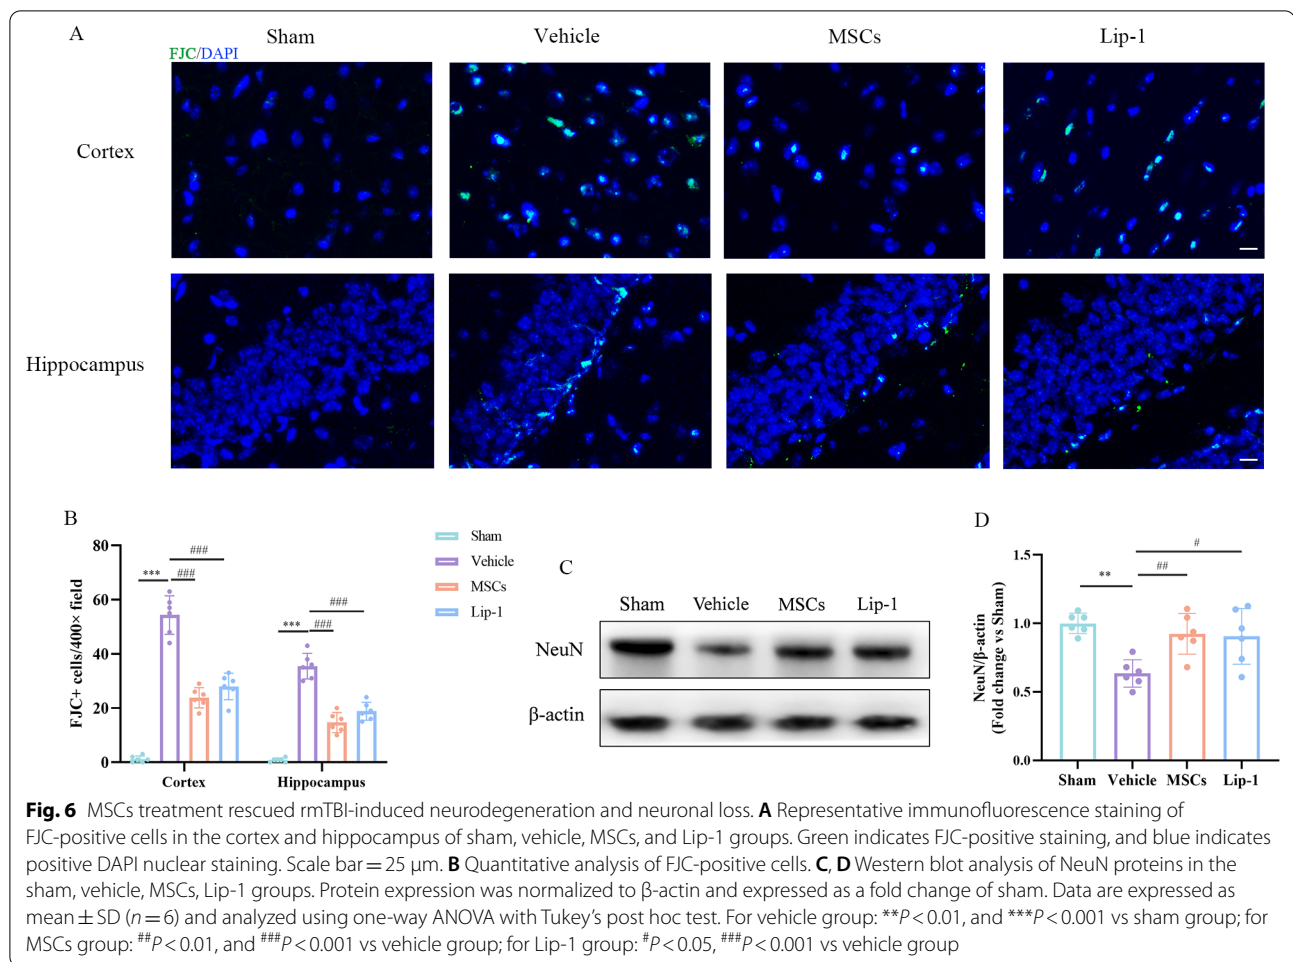 A
Sham
Vehicle
MSCs
Lip-1
FJC/DAPI
Cortex
Hippocampus
B
FJC+ cells/400× field
80
60
40
20
0
***
###
###
***
###
###
Cortex
Hippocampus
Sham
Vehicle
MSCs
Lip-1
C
Sham
Vehicle
MSCs
Lip-1
NeuN
β-actin
D
NeuN/β-actin
(Fold change vs Sham)
1.5
1.0
0.5
0.0
**
##
#
Sham
Vehicle
MSCs
Lip-1
Fig. 6 MSCs treatment rescued rmTBI-induced neurodegeneration and neuronal loss. A Representative immunofluorescence staining of
FJC-positive cells in the cortex and hippocampus of sham, vehicle, MSCs, and Lip-1 groups. Green indicates FJC-positive staining, and blue indicates
positive DAPI nuclear staining. Scale bar = 25 μm. B Quantitative analysis of FJC-positive cells. C, D Western blot analysis of NeuN proteins in the
sham, vehicle, MSCs, Lip-1 groups. Protein expression was normalized to β-actin and expressed as a fold change of sham. Data are expressed as
mean ± SD (n = 6) and analyzed using one-way ANOVA with Tukey's post hoc test. For vehicle group: **P < 0.01, and ***P < 0.001 vs sham group; for
MSCs group: ##P < 0.01, and ###P < 0.001 vs vehicle group; for Lip-1 group: #P < 0.05, ###P < 0.001 vs vehicle group